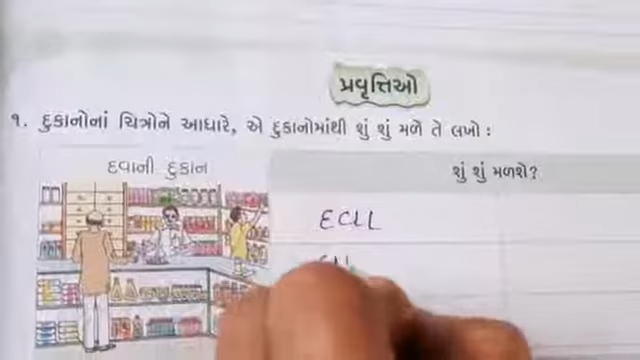 પ્રવૃત્તિઓ
૧. દુકાનોનાં ચિત્રોને આધારે, એ દુકાનોમાંથી શું શું મળે તે લખો :
દવાની દુકાન
શું શું મળશે?
દવા